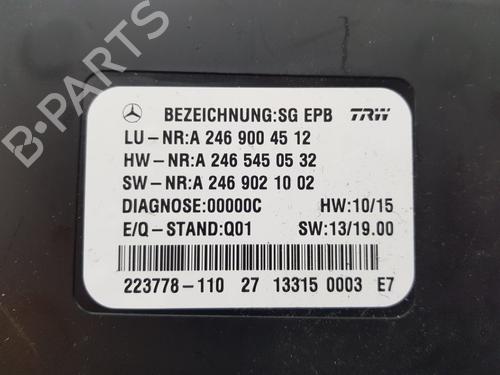 BEZEICHNUNG:SG EPB TRW
LU-NR:A 246 900 45 12
HW-NR:A 246 545 05 32
SW-NR:A 246 902 10 02
DIAGNOSE:00000C HW:10/15
E/Q-STAND:Q01 SW:13/19.00
223778-110 27 13315 0003 E7